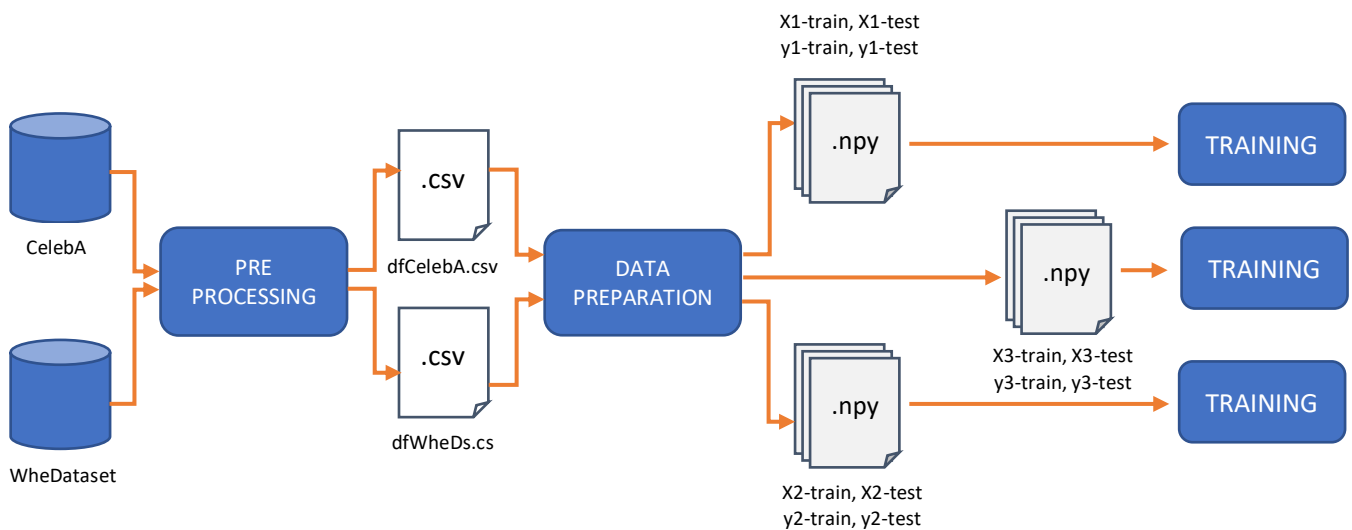 X1-train, X1-test
y1-train, y1-test
.npy
TRAINING
CelebA
.csv
dfCelebA.csv
PRE
PROCESSING
DATA
PREPARATION
.npy
X3-train, X3-test
y3-train, y3-test
TRAINING
WheDataset
.csv
dfWheDs.cs
.npy
X2-train, X2-test
y2-train, y2-test
TRAINING